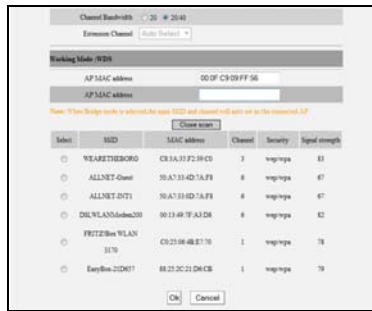 Channel Bandwidth 20 20/40
Extension Channel Auto Select
Working Mode (WDS
AP MAC address 00:0F:C9:09:FF:56
AP MAC address
Note: When Bridge mode is selected, the same SSID and channel will auto set as the connected AP.
Close scan
Select SSID MAC address Channel Security Signal strength
WEARETHEBORG C8:3A:35:F2:59:C0 3 wep/wpa 83
ALLNET-Guest 50:A7:33:4D:7A:F8 6 wep/wpa 67
ALLNET-INT1 50:A7:33:0D:7A:F8 6 wep/wpa 67
DSLWLANModem200 00:13:49:7F:A3:D8 6 wep/wpa 82
FRITZ!Box WLAN
3170 C0:25:06:4B:E7:70 1 wep/wpa 78
EasyBox-21D657 88:25:2C:21:D6:CB 1 wep/wpa 79
Ok Cancel